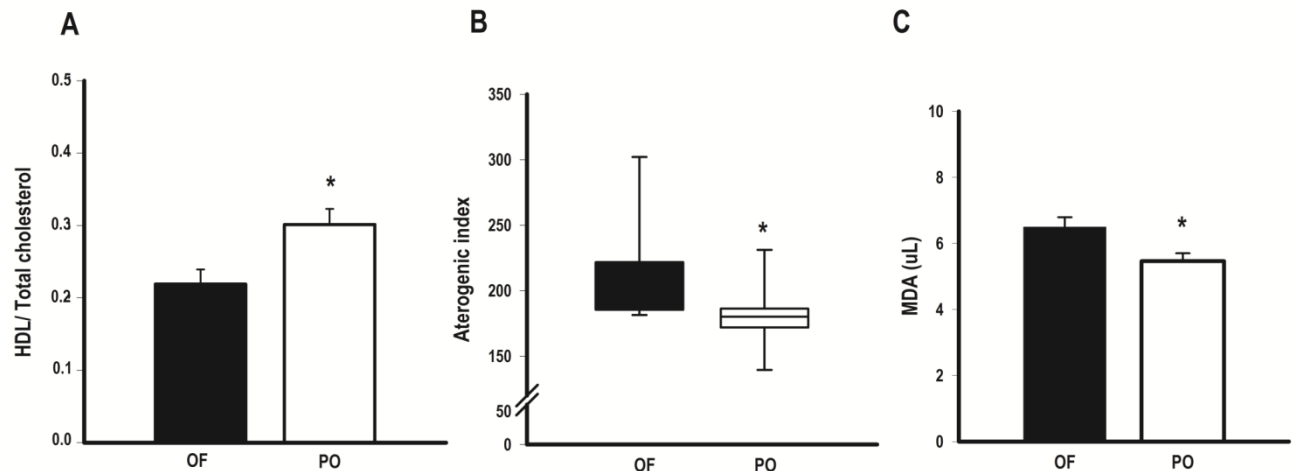 A
HDL/ Total cholesterol
0.5
0.4
0.3
0.2
0.1
0.0
*
OF
PO
B
Aterogenic index
350
300
250
200
150
50
0
*
OF
PO
C
MDA (uL)
10
8
6
4
2
0
*
OF
PO